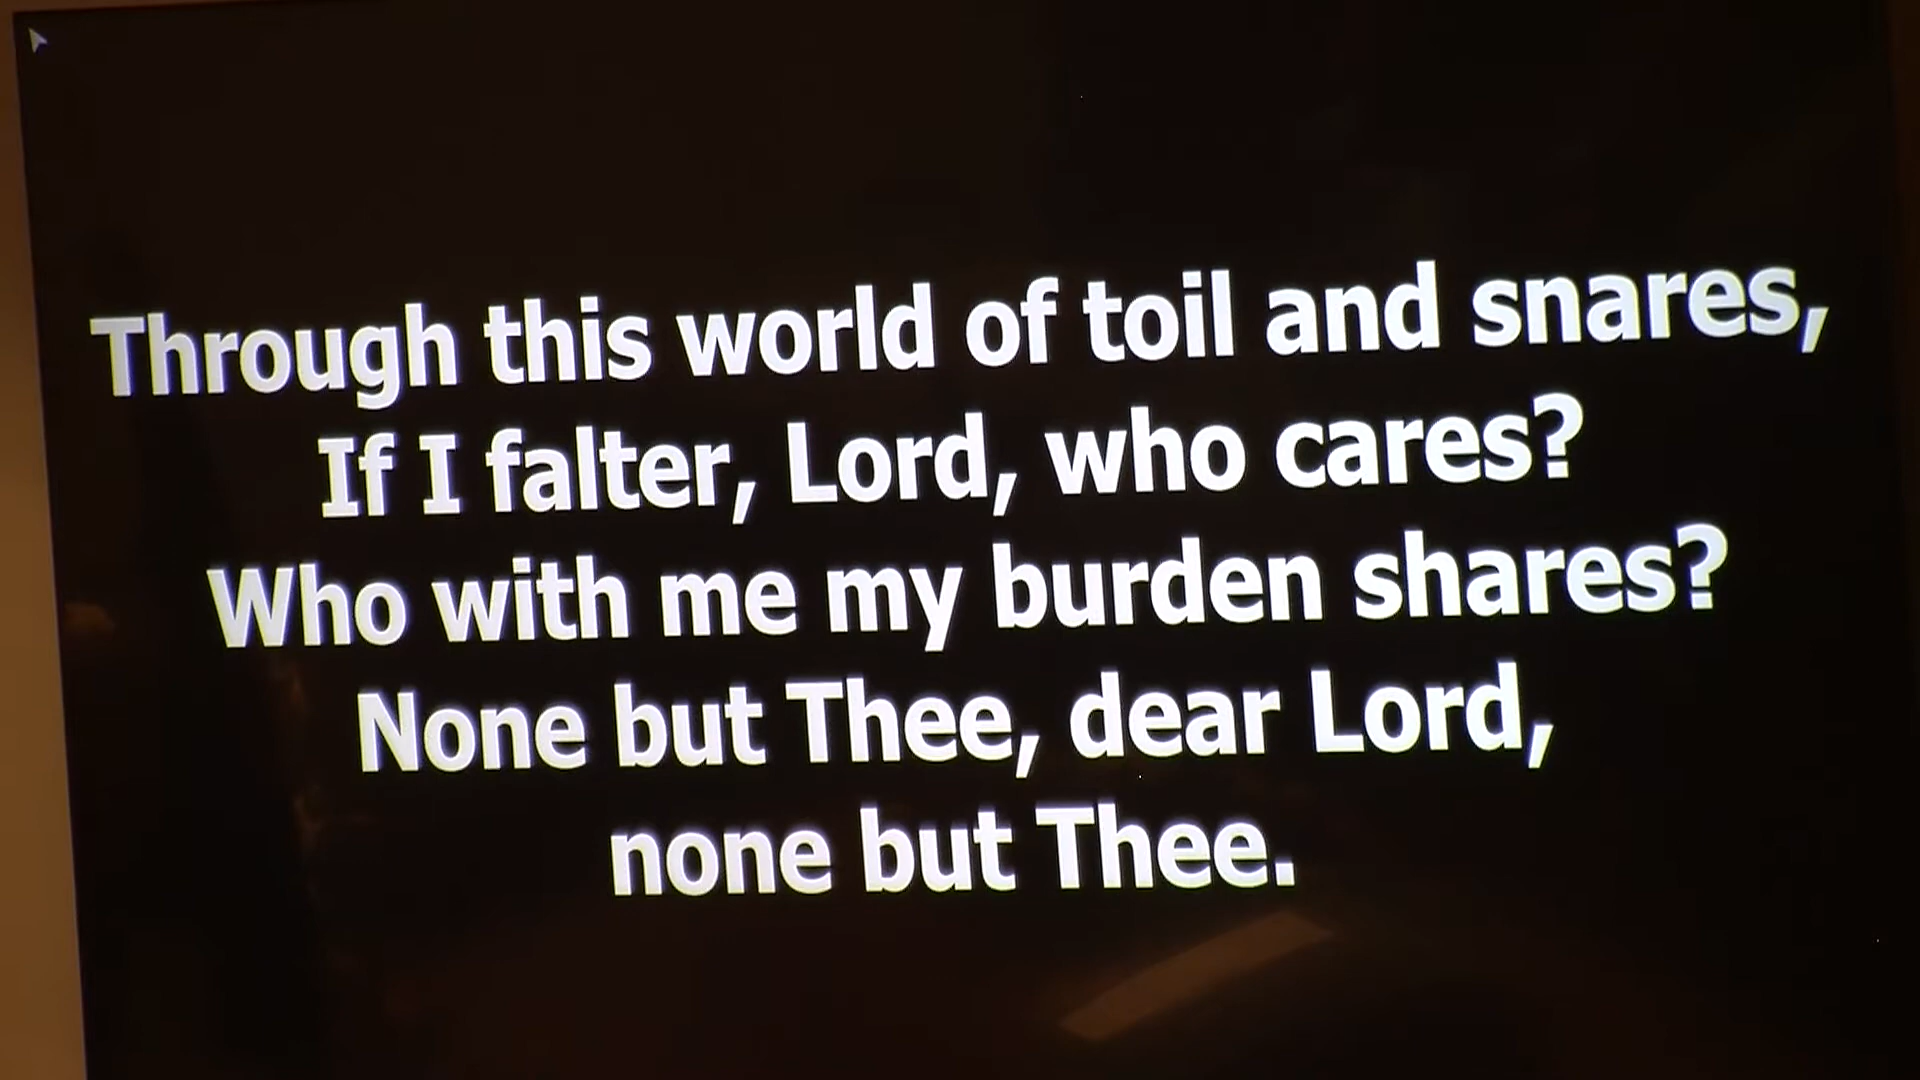 Through this world of toil and snares,
If I falter, Lord, who cares?
Who with me my burden shares?
None but Thee, dear Lord,
none but Thee.